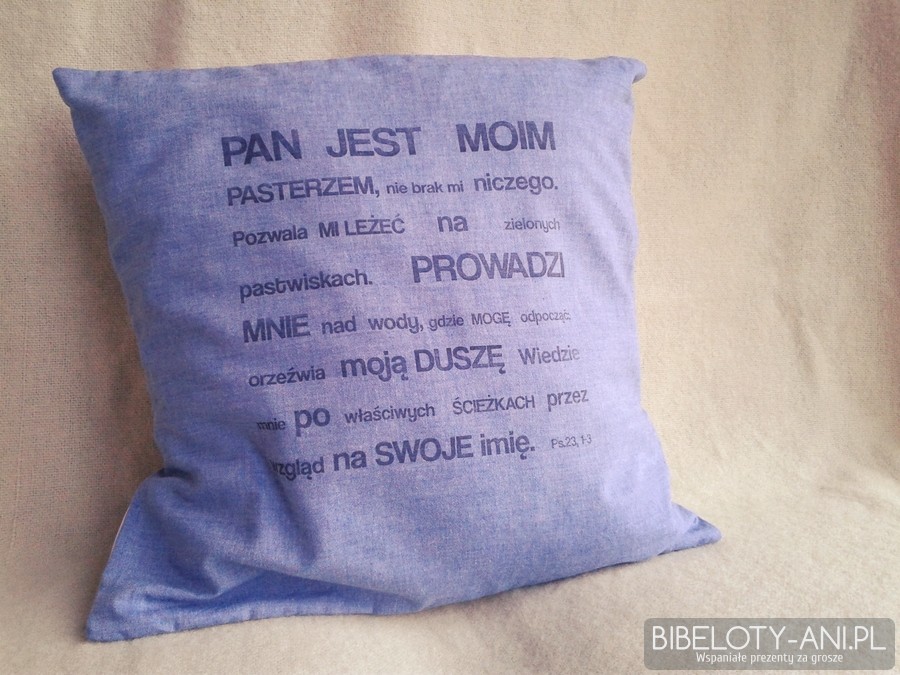 PAN JEST MOIM
PASTERZEM, nie brak mi niczego.
Pozwala MI LEŻEĆ na zielonych
pastwiskach. PROWADZI
MNIE nad wody, gdzie MOGĘ odpocząć.
orzeźwia moją DUSZĘ Wiedzie
mnie po właściwych ŚCIEŻKACH przez
wzgląd na SWOJE imię. Ps.23, 1-3
BIBELOTY-ANI.PL
Wspaniałe prezenty za grosze